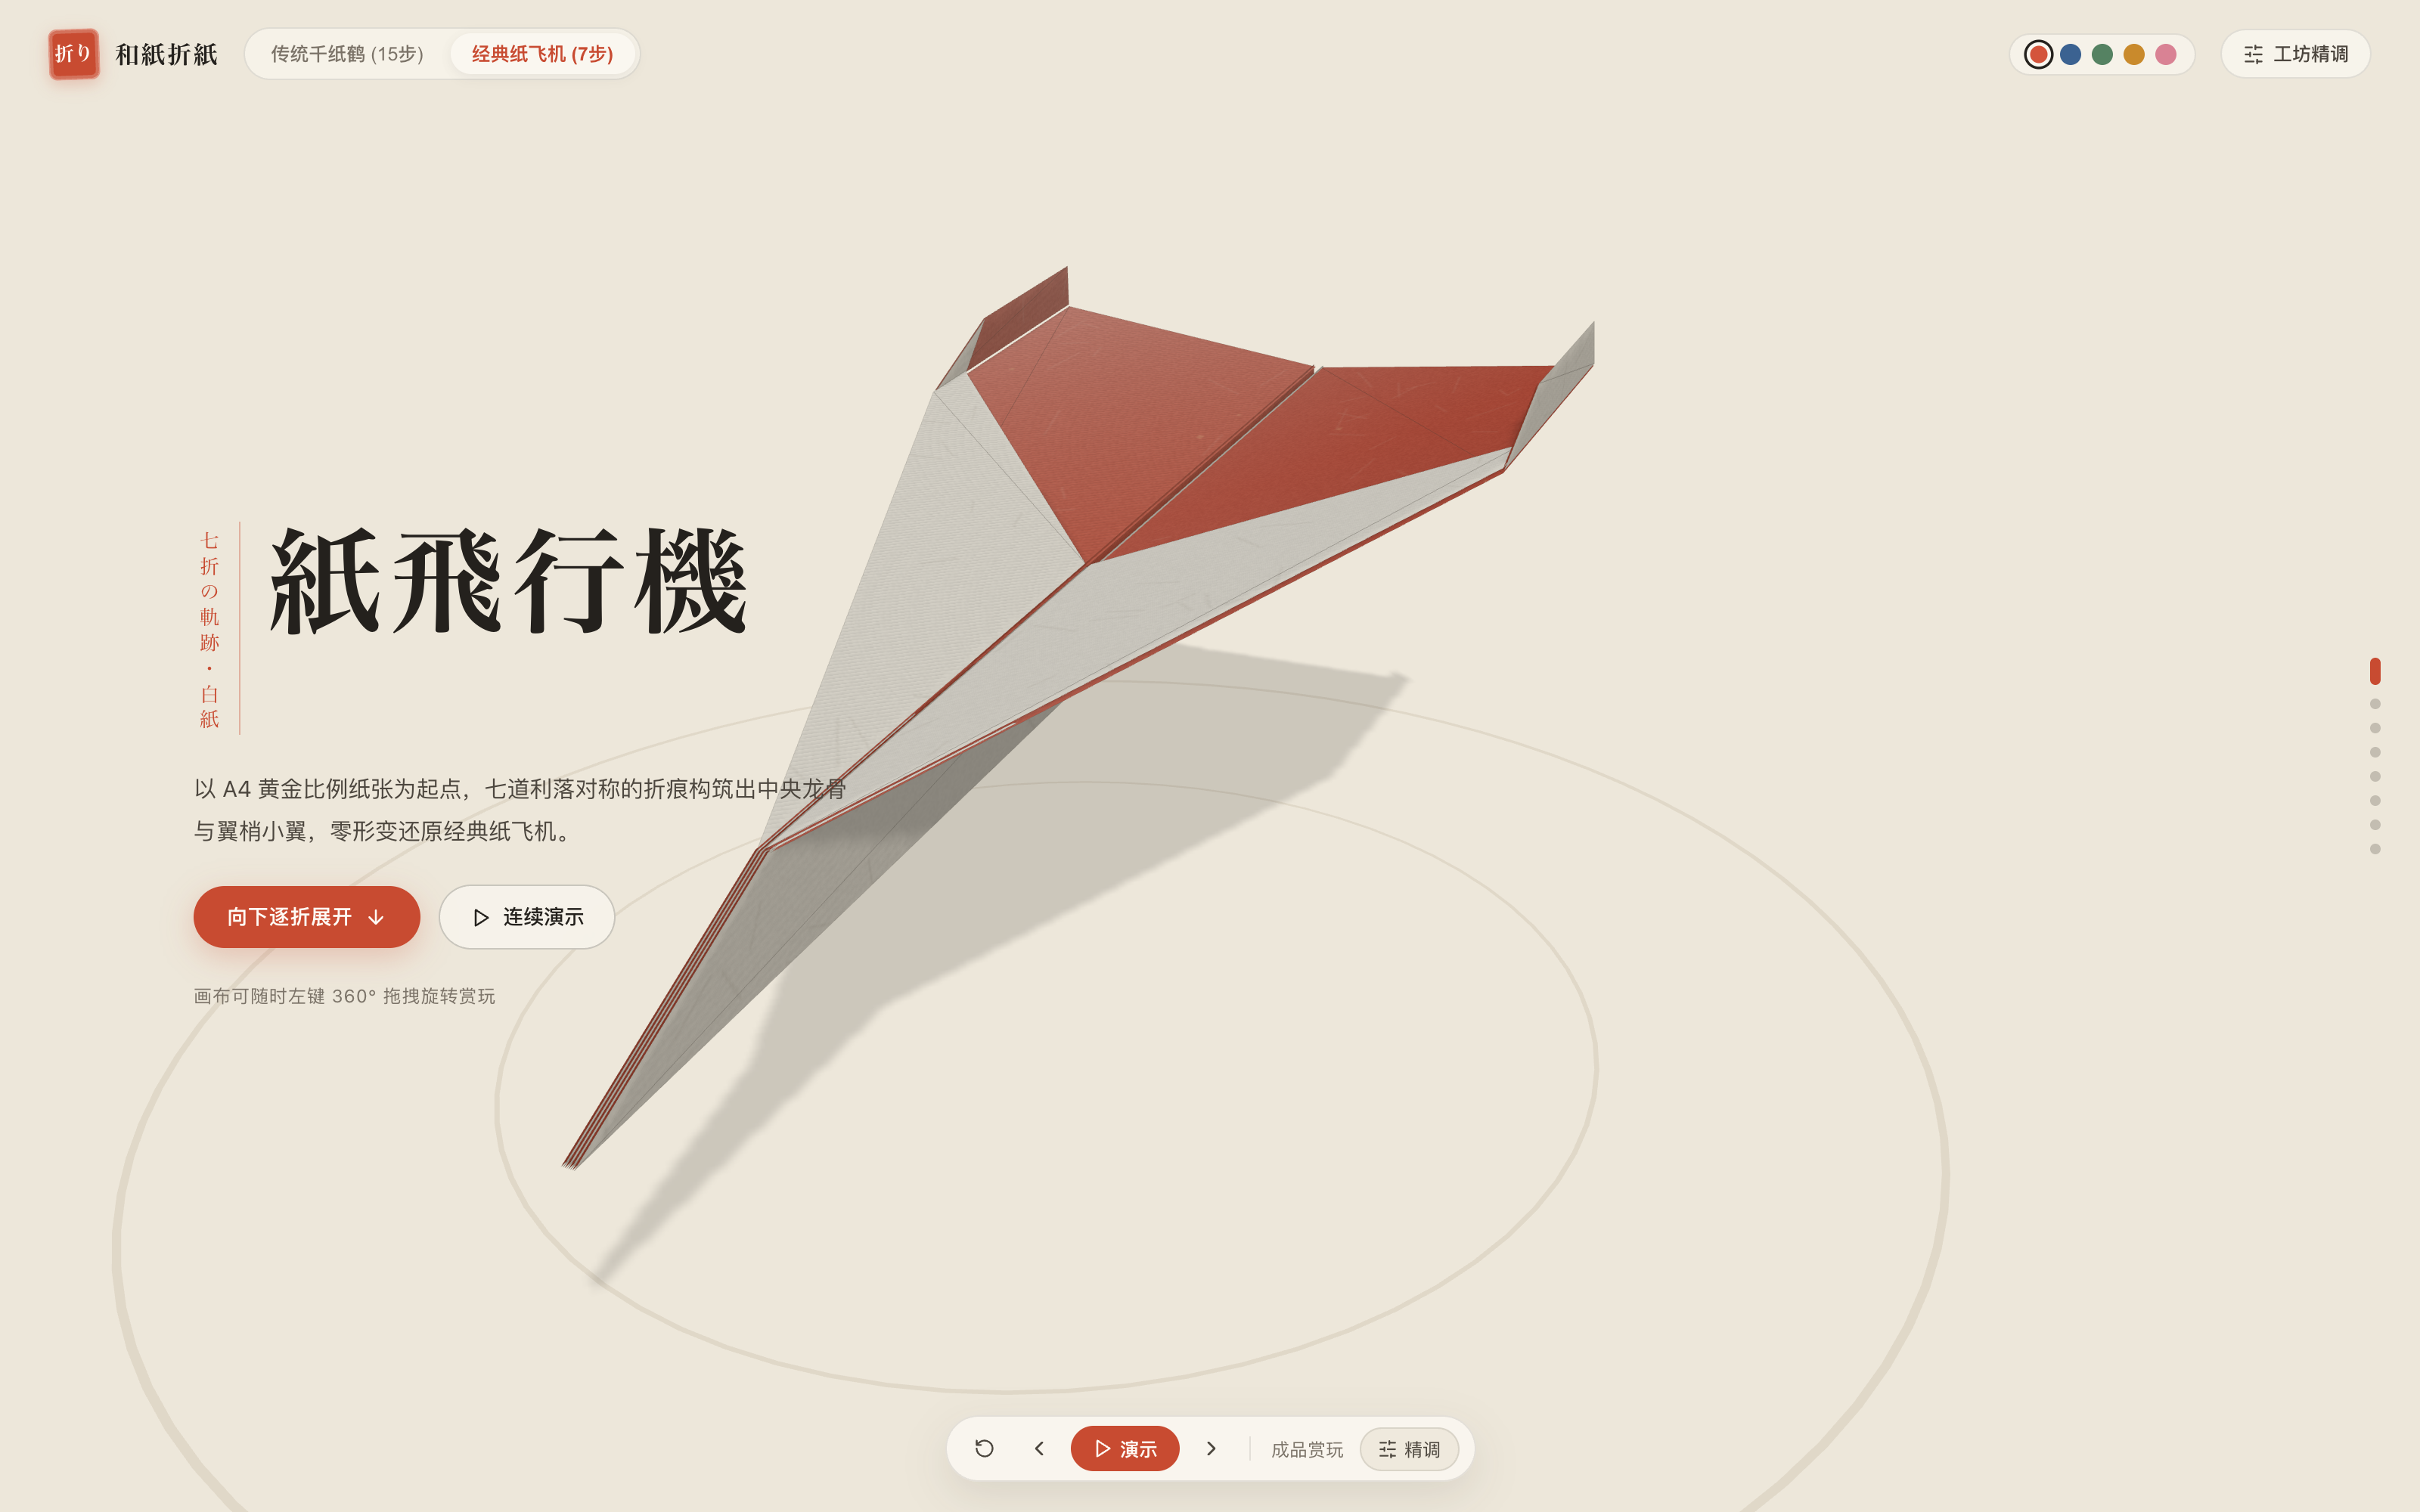 折り
和紙折紙
传统千纸鹤 (15步)
经典纸飞机 (7步)
工坊精调
七折の軌跡・白紙
紙飛行機
以 A4 黄金比例纸张为起点，七道利落对称的折痕构筑出中央龙骨
与翼梢小翼，零形变还原经典纸飞机。
向下逐折展开
连续演示
画布可随时左键 360° 拖拽旋转赏玩
演示
成品赏玩
精调